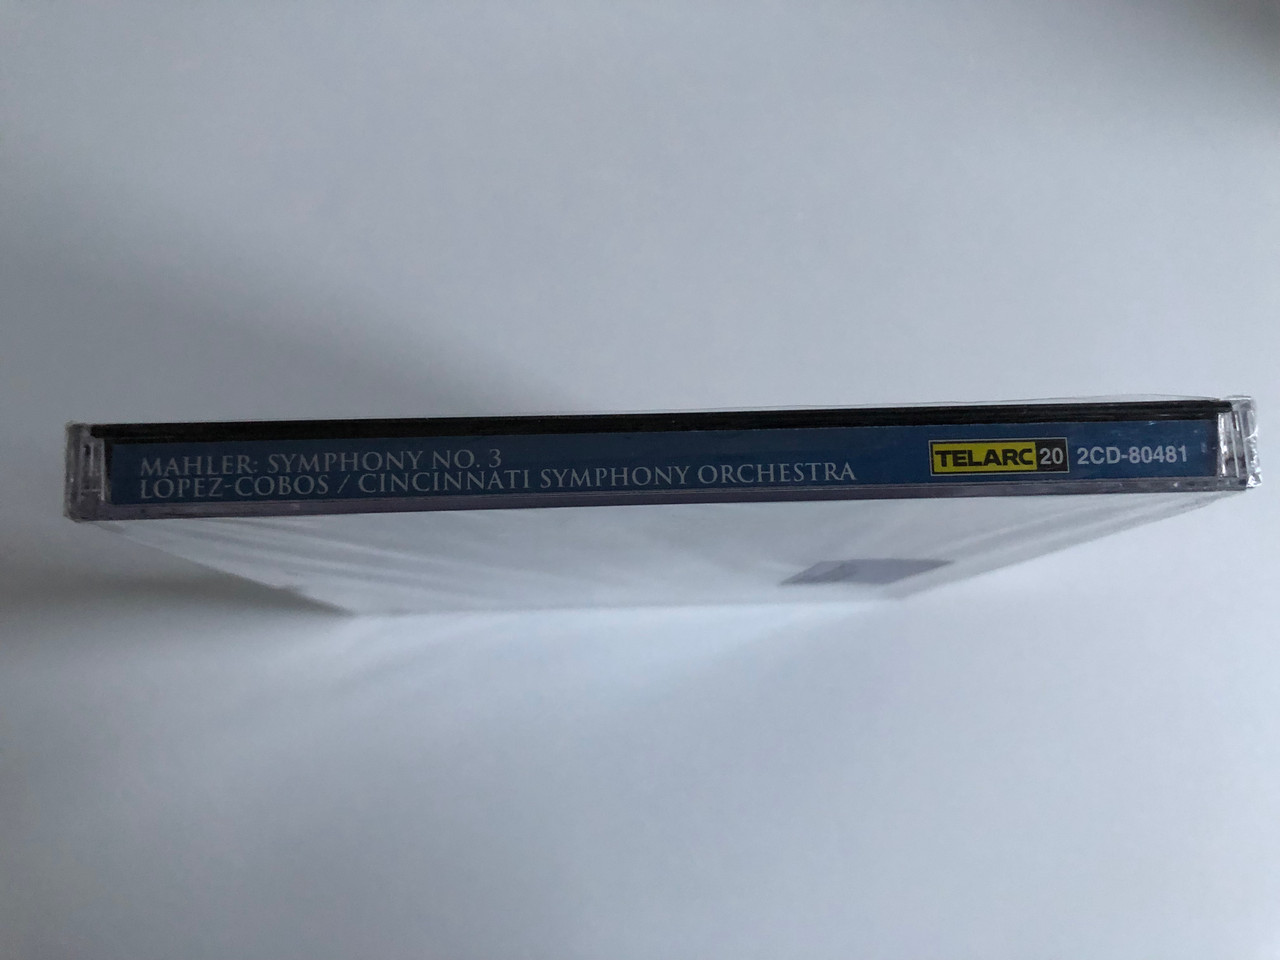 MAHLER: SYMPHONY NO. 3
LOPEZ-COBOS / CINCINNATI SYMPHONY ORCHESTRA
TELARC 20 2CD-80481